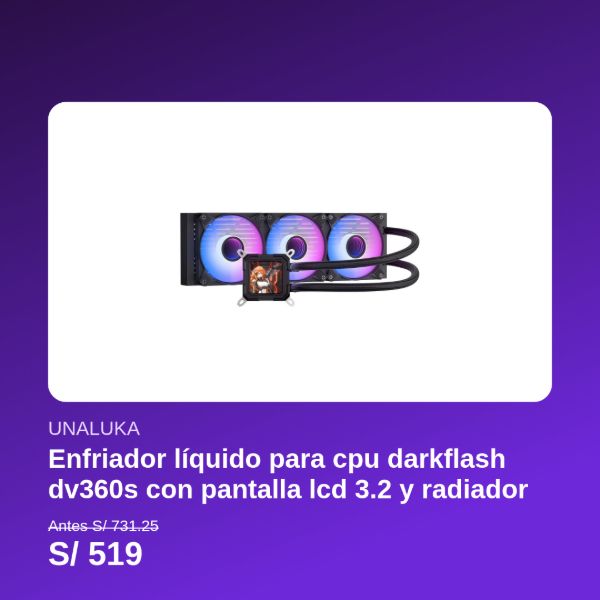 UNALUKA
Enfriador líquido para cpu darkflash
dv360s con pantalla lcd 3.2 y radiador
Antes S/ 731.25
S/ 519